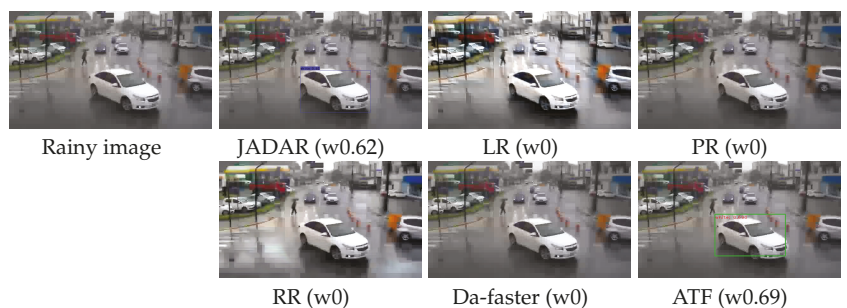 Rainy image
JADAR (w0.62)
LR (w0)
PR (w0)
RR (w0)
Da-faster (w0)
ATF (w0.69)